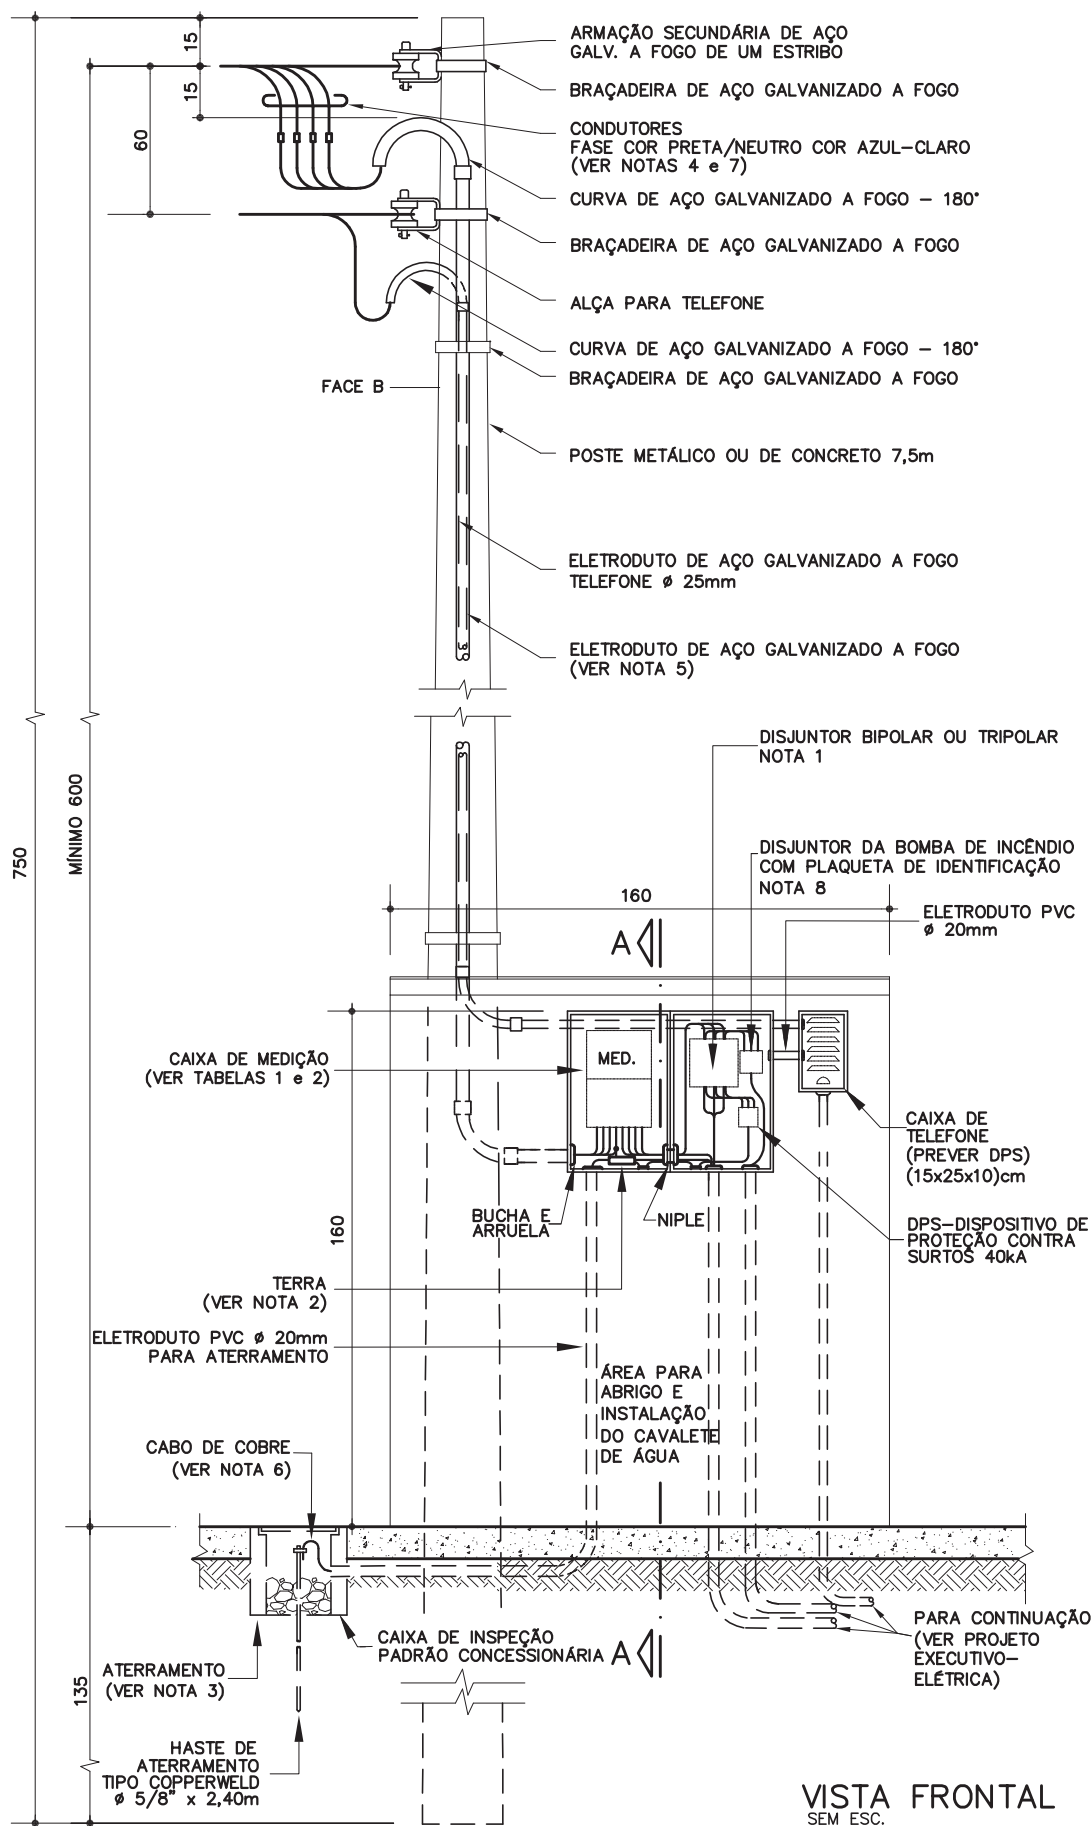 15
15
60
750
MÍNIMO 600
135
160
160
ARMAÇÃO SECUNDÁRIA DE AÇO
GALV. A FOGO DE UM ESTRIBO
BRAÇADEIRA DE AÇO GALVANIZADO A FOGO
CONDUTORES
FASE COR PRETA/NEUTRO COR AZUL-CLARO
(VER NOTAS 4 e 7)
CURVA DE AÇO GALVANIZADO A FOGO - 180°
BRAÇADEIRA DE AÇO GALVANIZADO A FOGO
ALÇA PARA TELEFONE
CURVA DE AÇO GALVANIZADO A FOGO - 180°
BRAÇADEIRA DE AÇO GALVANIZADO A FOGO
FACE B
POSTE METÁLICO OU DE CONCRETO 7,5m
ELETRODUTO DE AÇO GALVANIZADO A FOGO
TELEFONE ø 25mm
ELETRODUTO DE AÇO GALVANIZADO A FOGO
(VER NOTA 5)
DISJUNTOR BIPOLAR OU TRIPOLAR
NOTA 1
DISJUNTOR DA BOMBA DE INCÊNDIO
COM PLAQUETA DE IDENTIFICAÇÃO
NOTA 8
ELETRODUTO PVC
ø 20mm
A
MED.
CAIXA DE MEDIÇÃO
(VER TABELAS 1 e 2)
CAIXA DE
TELEFONE
(PREVER DPS)
(15x25x10)cm
DPS-DISPOSITIVO DE
PROTEÇÃO CONTRA
SURTOS 40kA
BUCHA E
ARRUELA
NIPLE
TERRA
(VER NOTA 2)
ELETRODUTO PVC ø 20mm
PARA ATERRAMENTO
ÁREA PARA
ABRIGO E
INSTALAÇÃO
DO CAVALETE
DE ÁGUA
CABO DE COBRE
(VER NOTA 6)
CAIXA DE INSPEÇÃO
PADRÃO CONCESSIONÁRIA
A
PARA CONTINUAÇÃO
(VER PROJETO
EXECUTIVO-
ELÉTRICA)
ATERRAMENTO
(VER NOTA 3)
HASTE DE
ATERRAMENTO
TIPO COPPERWELD
ø 5/8" x 2,40m
VISTA FRONTAL
SEM ESC.